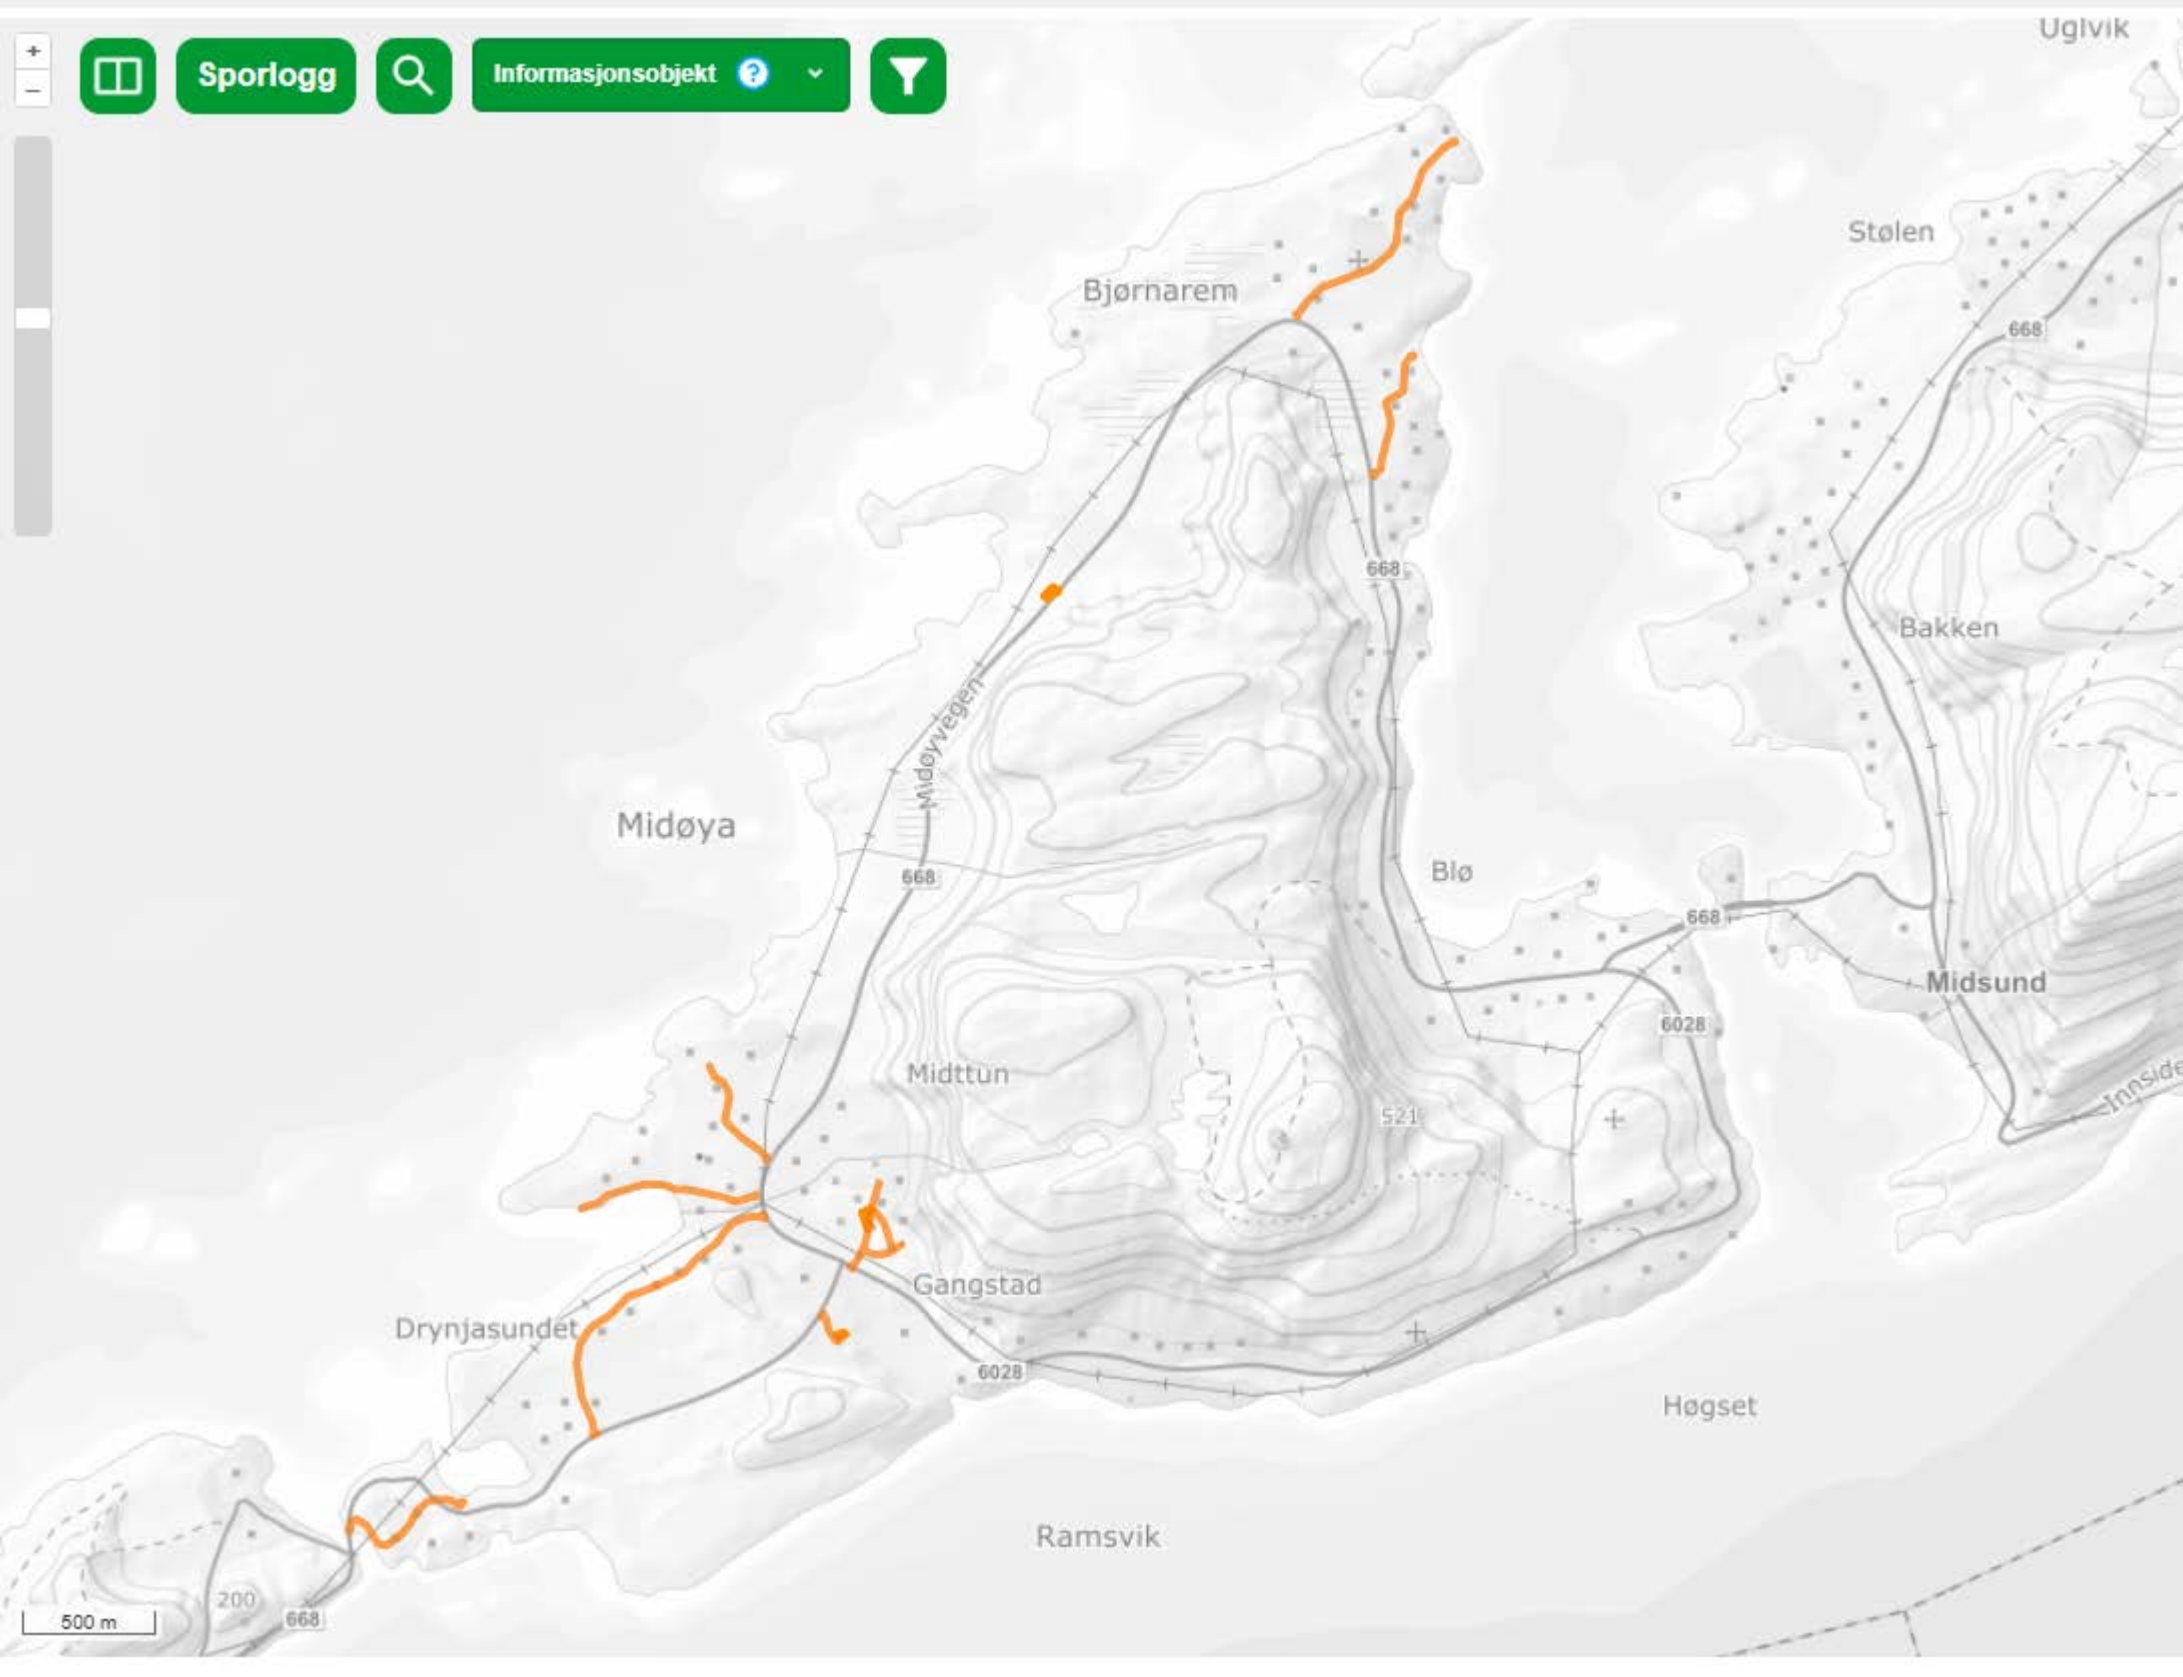 Uglvik
+
Sporlogg
Informasjonsobjekt ?
–
Stølen
Bjørnarem
668
668
Bakken
Midøyvegen
Midøya
Blø
668
668
Midsund
6028
Midttun
Innside
521
Gangstad
Drynjasundet
6028
Høgset
Ramsvik
200
500 m
668